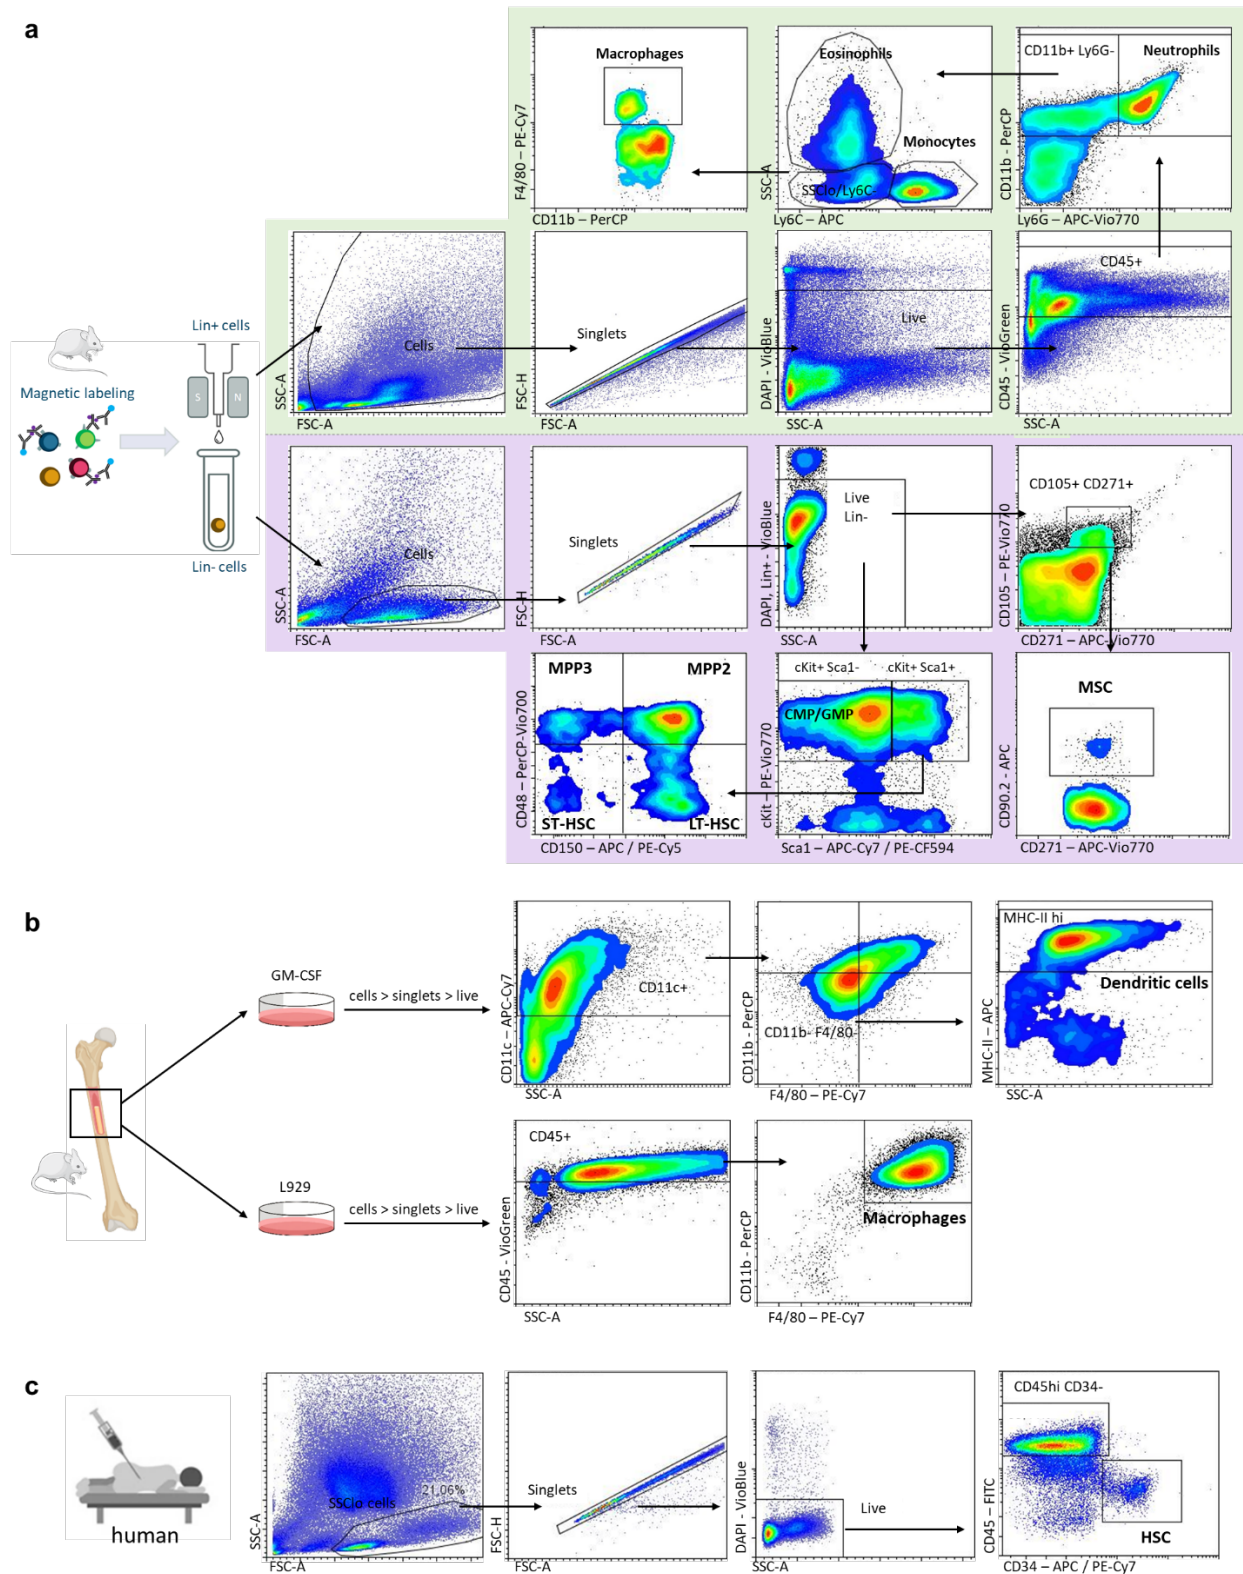 a
Macrophages
F4/80 – PE-Cy7
CD11b – PerCP
Eosinophils
Monocytes
SSClo/Ly6C-
SSC-A
Ly6C – APC
CD11b+ Ly6G-
Neutrophils
CD11b - PerCP
Ly6G – APC-Vio770
Lin+ cells
Magnetic labeling
S
N
Lin- cells
Cells
SSC-A
FSC-A
Singlets
FSC-H
FSC-A
Live
DAPI - VioBlue
SSC-A
CD45+
CD45 - VioGreen
SSC-A
Cells
SSC-A
FSC-A
Singlets
FSC-H
FSC-A
Live
Lin-
DAPI, Lin+ - VioBlue
SSC-A
CD105+ CD271+
CD105 – PE-Vio770
CD271 – APC-Vio770
MPP3
MPP2
ST-HSC
LT-HSC
CD48 – PerCP-Vio700
CD150 – APC / PE-Cy5
cKit+ Sca1-
cKit+ Sca1+
CMP/GMP
cKit – PE-Vio770
Sca1 – APC-Cy7 / PE-CF594
MSC
CD90.2 - APC
CD271 – APC-Vio770
b
GM-CSF
cells > singlets > live
CD11c+
CD11c – APC-Cy7
SSC-A
CD11b- F4/80-
CD11b - PerCP
F4/80 – PE-Cy7
MHC-II hi
Dendritic cells
MHC-II – APC
SSC-A
L929
cells > singlets > live
CD45+
CD45 - VioGreen
SSC-A
Macrophages
CD11b - PerCP
F4/80 – PE-Cy7
c
human
SSClo cells
21,06%
SSC-A
FSC-A
Singlets
FSC-H
FSC-A
Live
DAPI - VioBlue
SSC-A
CD45hi CD34-
HSC
CD45 – FITC
CD34 – APC / PE-Cy7